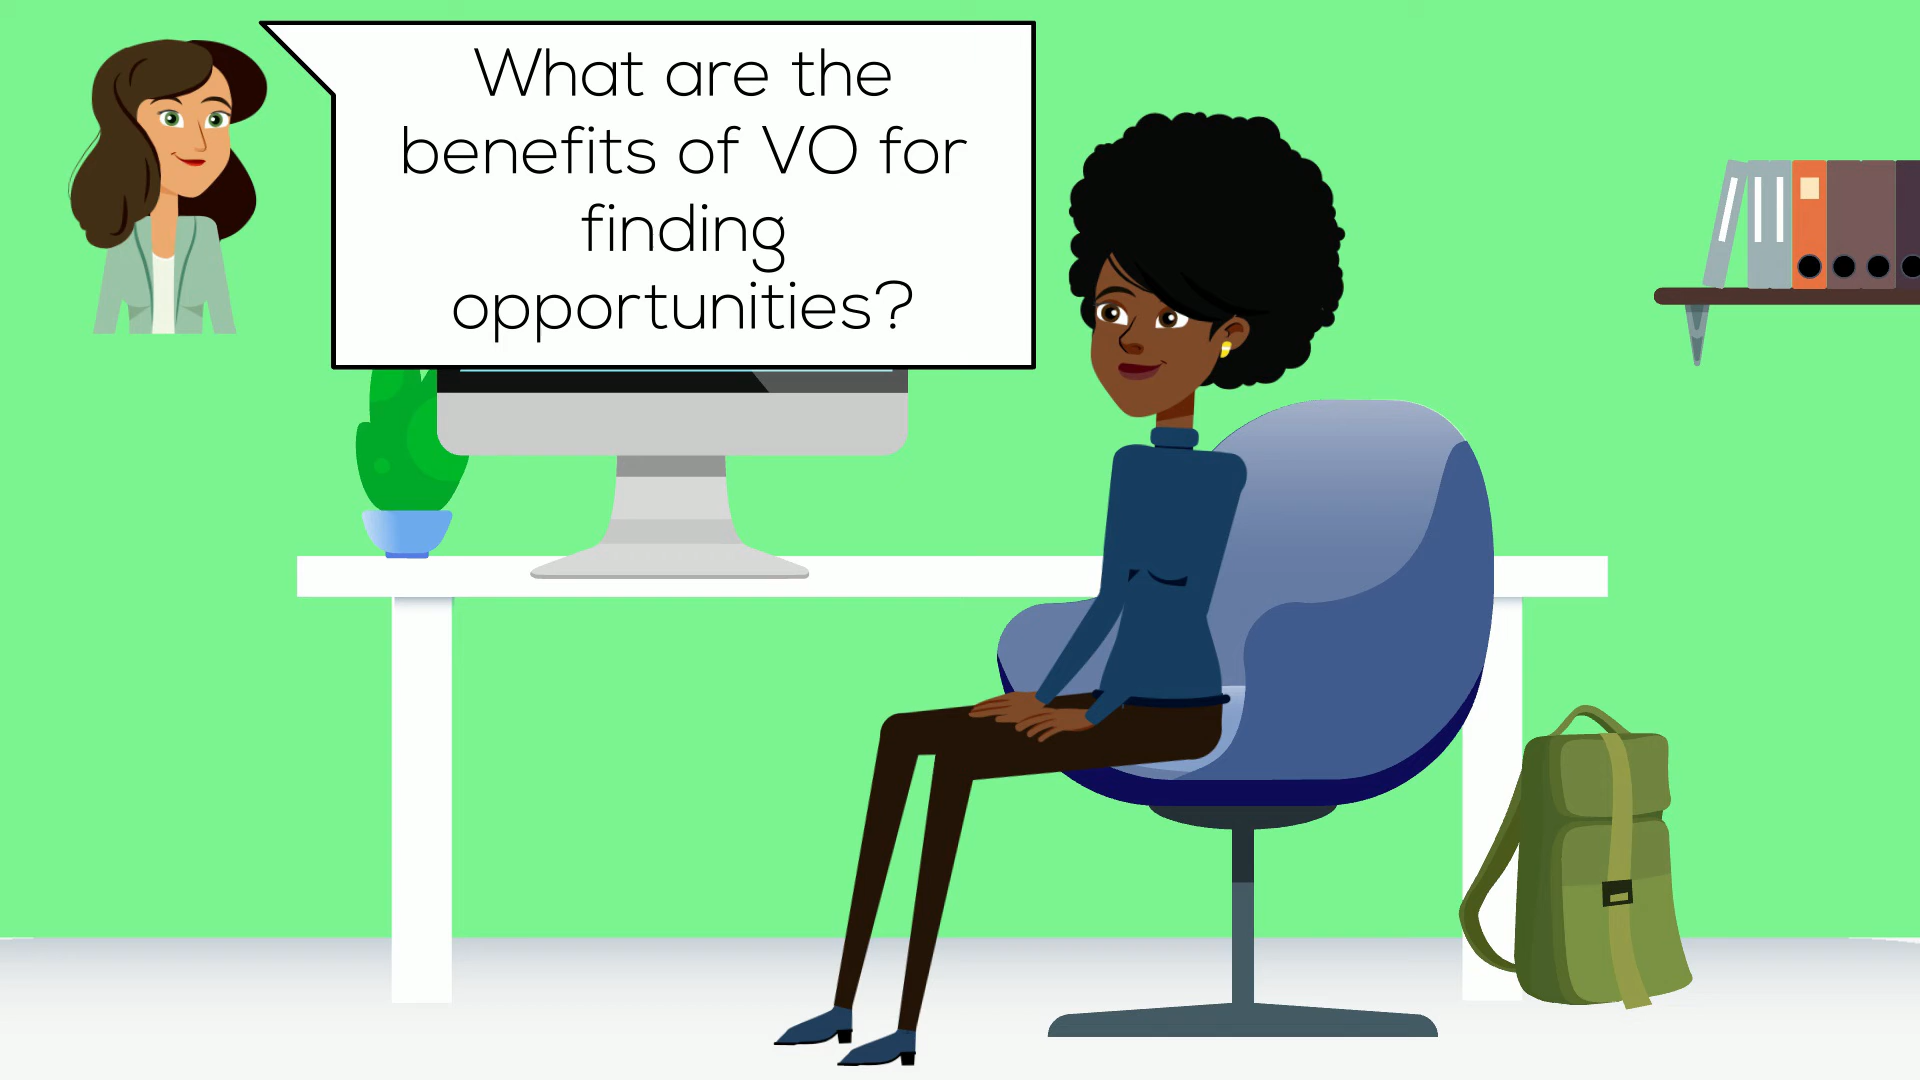 What are the
benefits of VO for
finding
opportunities?